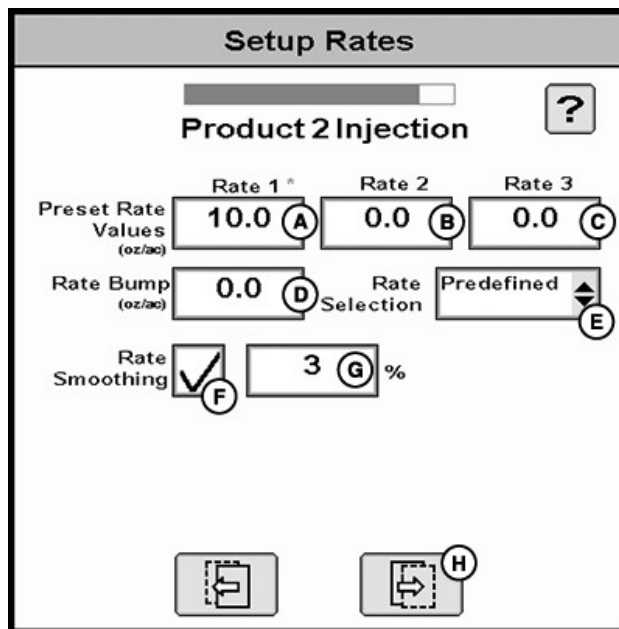 Setup Rates
Product 2 Injection
?
Rate 1 * Rate 2 Rate 3
Preset Rate Values (oz/ac) 10.0 A 0.0 B 0.0 C
Rate Bump (oz/ac) 0.0 D Rate Selection Predefined E
Rate Smoothing F 3 G %
H